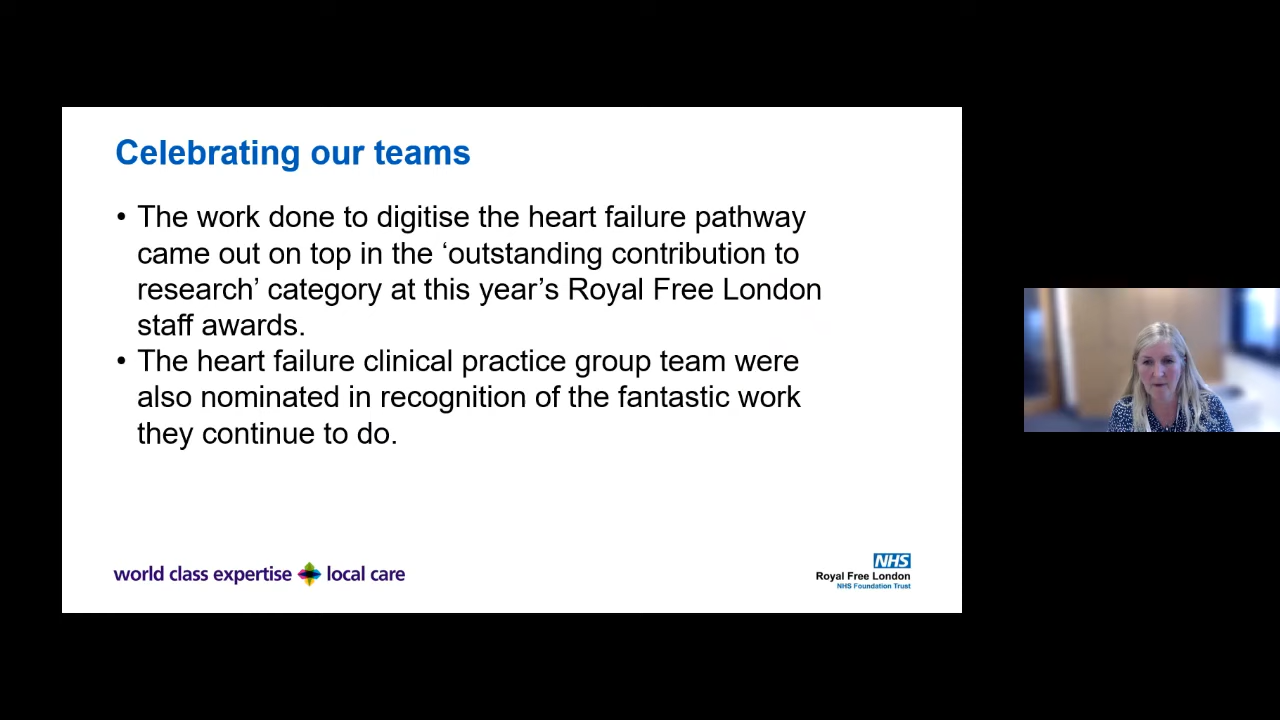 Celebrating our teams
• The work done to digitise the heart failure pathway
came out on top in the ‘outstanding contribution to
research’ category at this year’s Royal Free London
staff awards.
• The heart failure clinical practice group team were
also nominated in recognition of the fantastic work
they continue to do.
world class expertise local care
NHS
Royal Free London
NHS Foundation Trust